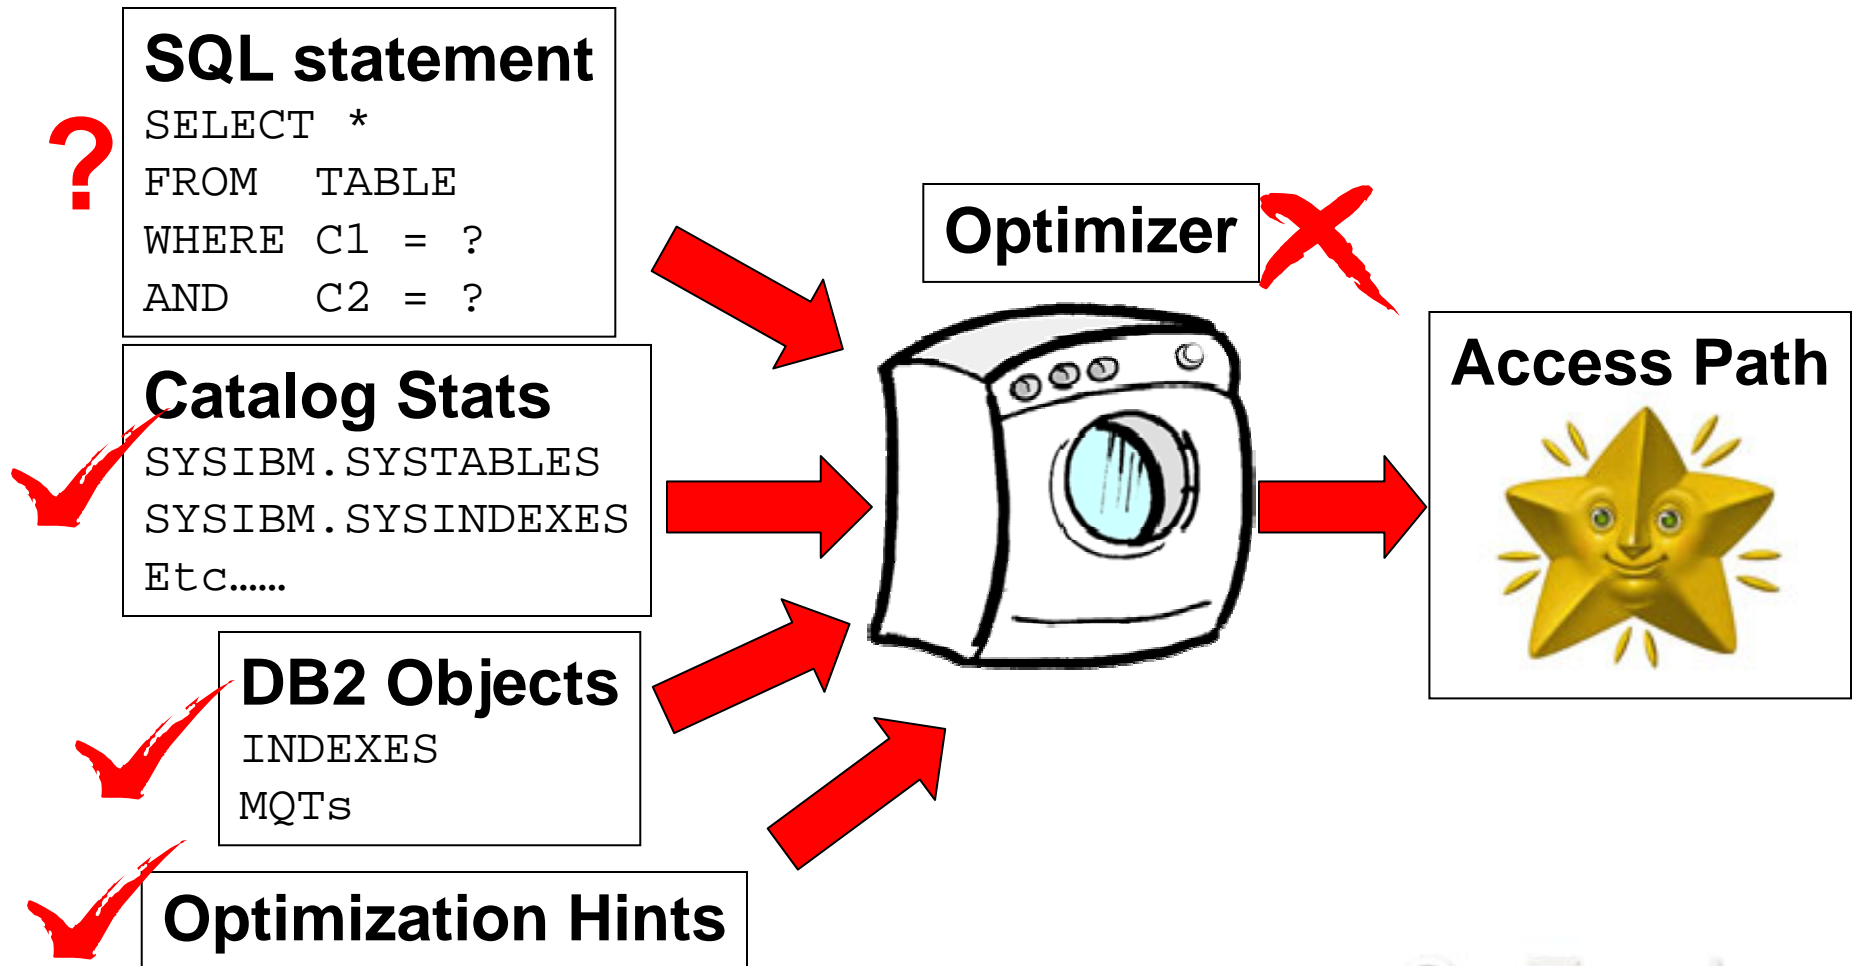 SQL statement
SELECT *
FROM TABLE
WHERE C1 = ?
AND C2 = ?
?
Catalog Stats
SYSIBM.SYSTABLES
SYSIBM.SYSINDEXES
Etc……
DB2 Objects
INDEXES
MQTs
Optimization Hints
Optimizer
Access Path